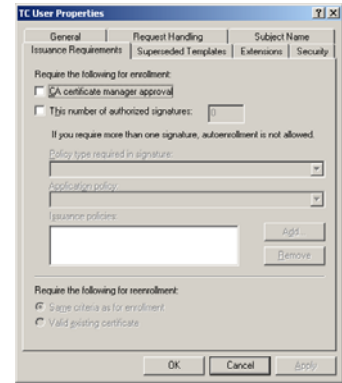 TC User Properties
General Request Handling Subject Name
Issuance Requirements Superseded Templates Extensions Security
Require the following for enrollment:
CA certificate manager approval
This number of authorized signatures: 0
If you require more than one signature, autoenrollment is not allowed.
Policy type required in signature:
Application policy:
Issuance policies:
Add...
Remove
Require the following for reenrollment:
Same criteria as for enrollment
Valid existing certificate
OK Cancel Apply